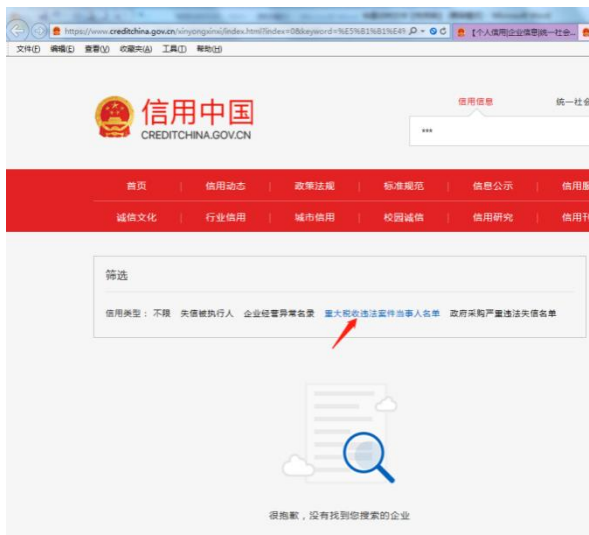 https://www.creditchina.gov.cn/xinyongxinxi/index.html?index=0&keyword=%E5%81%81%E4%
【个人信用|企业信息|统一社会...
文件(F) 编辑(E) 查看(V) 收藏夹(A) 工具(T) 帮助(H)
信用中国
CREDITCHINA.GOV.CN
信用信息 统一社会
***
首页 信用动态 政策法规 标准规范 信息公示 信用服
诚信文化 行业信用 城市信用 校园诚信 信用研究 信用刊
筛选
信用类型： 不限 失信被执行人 企业经营异常名录 重大税收违法案件当事人名单 政府采购严重违法失信名单
很抱歉，没有找到您搜索的企业